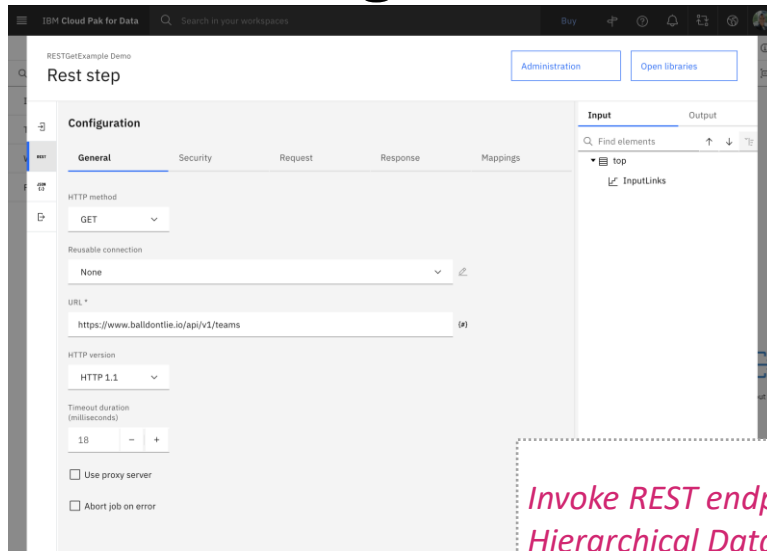 IBM Cloud Pak for Data
Search in your workspaces
Buy
RESTGetExample Demo
Rest step
Administration
Open libraries
Configuration
General Security Request Response Mappings
HTTP method
GET
Reusable connection
None
URL *
https://www.balldontlie.io/api/v1/teams
{#}
HTTP version
HTTP 1.1
Timeout duration
(milliseconds)
18 - +
Use proxy server
Abort job on error
Input Output
Find elements
top
InputLinks
REST
JSON
Invoke REST
Hierarchical Data